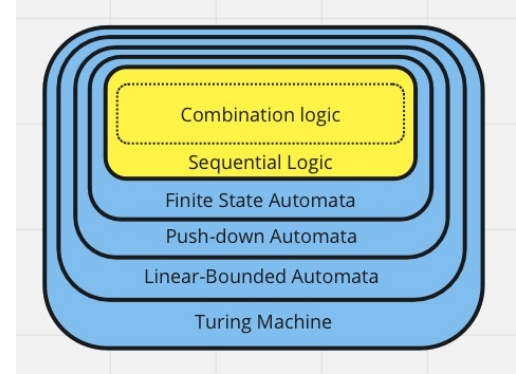 Combination logic
Sequential Logic
Finite State Automata
Push-down Automata
Linear-Bounded Automata
Turing Machine